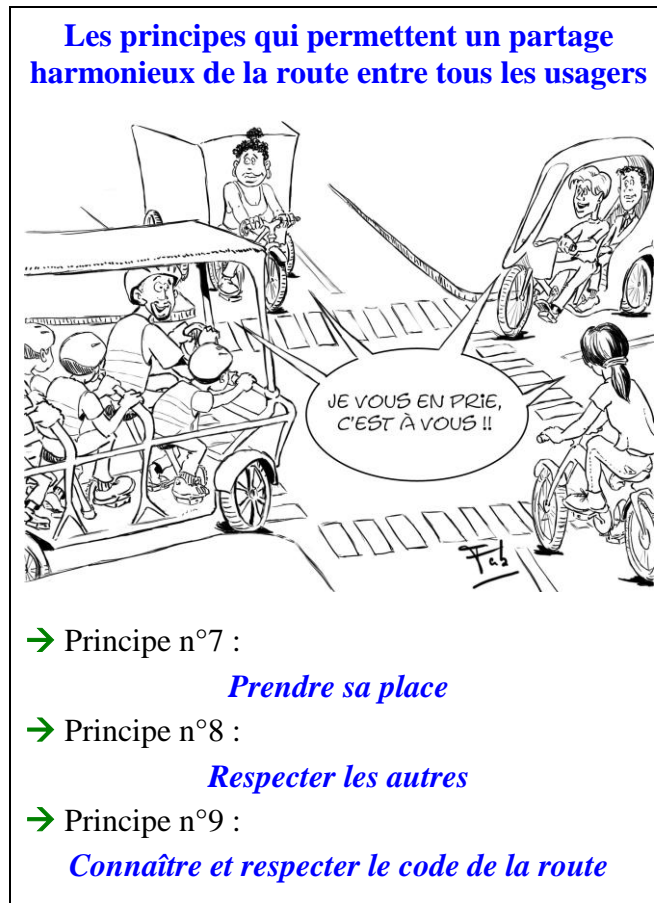 Les principes qui permettent un partage
harmonieux de la route entre tous les usagers
JE VOUS EN PRIE,
C'EST À VOUS !!
Fab
→ Principe n°7 :
Prendre sa place
→ Principe n°8 :
Respecter les autres
→ Principe n°9 :
Connaître et respecter le code de la route